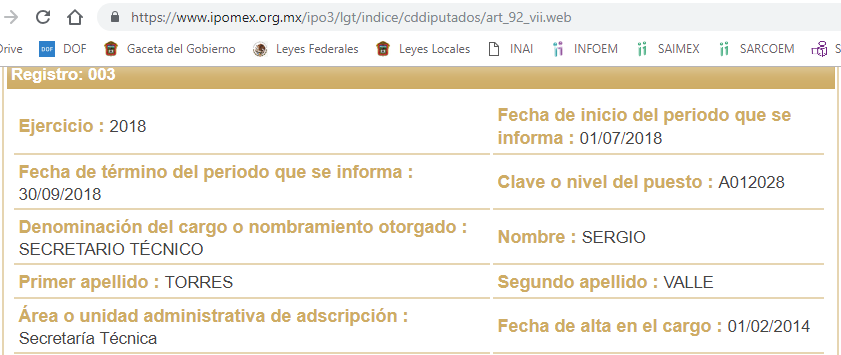 https://www.ipomex.org.mx/ipo3/lgt/indice/cddiputados/art_92_vii.web
Drive DOF Gaceta del Gobierno Leyes Federales Leyes Locales INAI INFOEM SAIMEX SARCOEM S
Registro: 003
Ejercicio : 2018
Fecha de inicio del periodo que se
informa : 01/07/2018
Fecha de término del periodo que se informa :
30/09/2018
Clave o nivel del puesto : A012028
Denominación del cargo o nombramiento otorgado :
SECRETARIO TÉCNICO
Nombre : SERGIO
Primer apellido : TORRES
Segundo apellido : VALLE
Área o unidad administrativa de adscripción :
Secretaría Técnica
Fecha de alta en el cargo : 01/02/2014